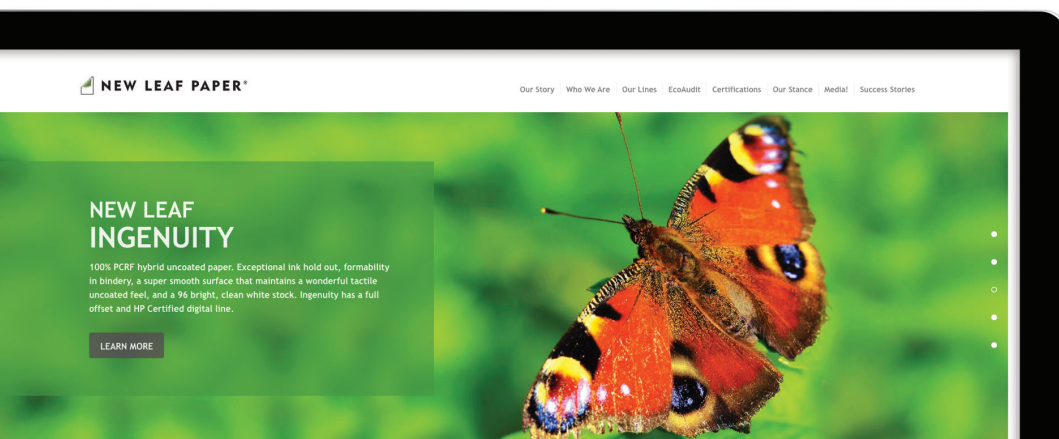 NEW LEAF PAPER®
Our Story Who We Are Our Lines EcoAudit Certifications Our Stance Media! Success Stories
NEW LEAF
INGENUITY
100% PCRF hybrid uncoated paper. Exceptional ink hold out, formability
in bindery, a super smooth surface that maintains a wonderful tactile
uncoated feel, and a 96 bright, clean white stock. Ingenuity has a full
offset and HP Certified digital line.
LEARN MORE